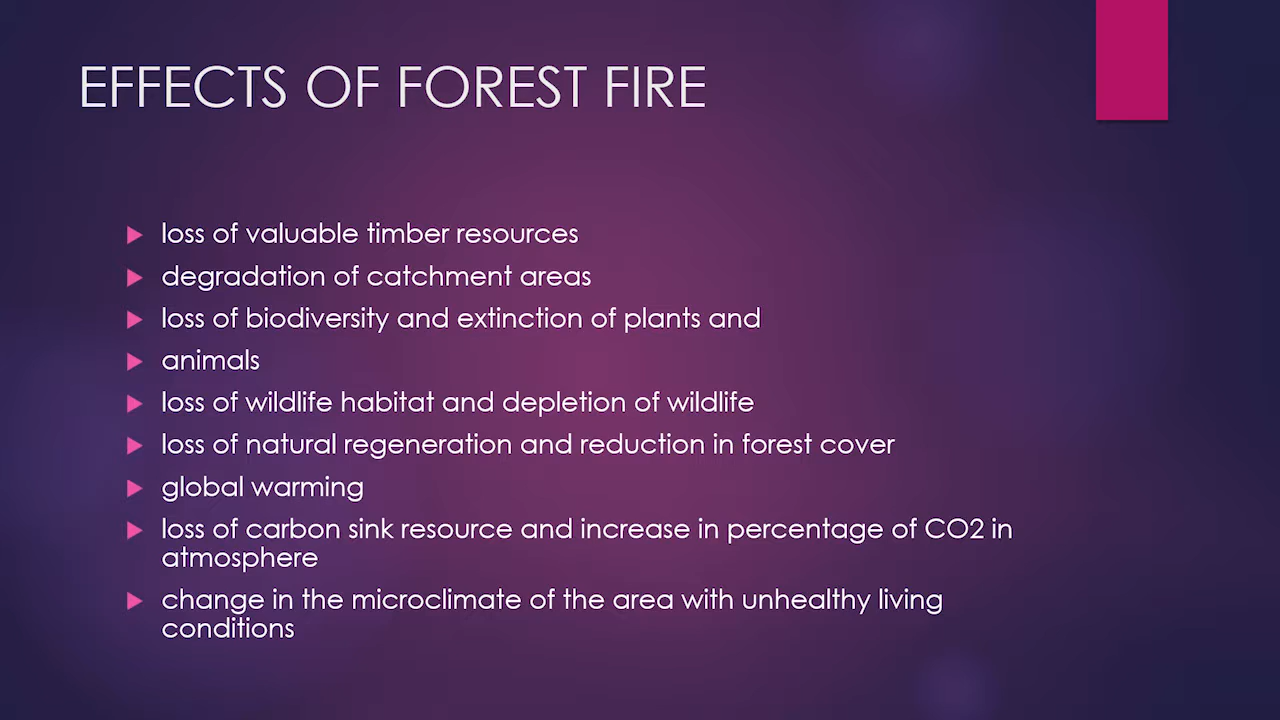 EFFECTS OF FOREST FIRE
loss of valuable timber resources
degradation of catchment areas
loss of biodiversity and extinction of plants and
animals
loss of wildlife habitat and depletion of wildlife
loss of natural regeneration and reduction in forest cover
global warming
loss of carbon sink resource and increase in percentage of CO2 in
atmosphere
change in the microclimate of the area with unhealthy living
conditions